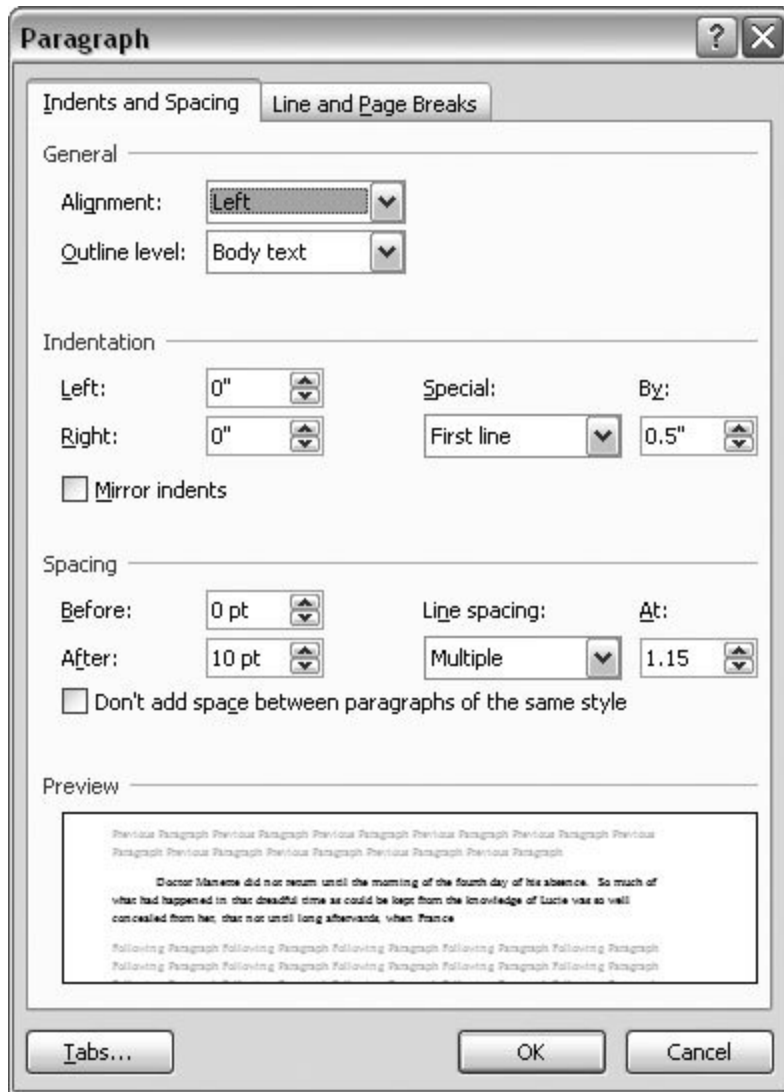 Paragraph
Indents and Spacing
Line and Page Breaks
General
Alignment: Left
Outline level: Body text
Indentation
Left: 0" Special: By:
Right: 0" First line 0.5"
Mirror indents
Spacing
Before: 0 pt Line spacing: At:
After: 10 pt Multiple 1.15
Don't add space between paragraphs of the same style
Preview
Previous Paragraph Previous Paragraph Previous Paragraph Previous Paragraph Previous Paragraph Previous
Paragraph Previous Paragraph Previous Paragraph Previous Paragraph Previous Paragraph
Doctor Manette did not return until the morning of the fourth day of his absence. So much of
what had happened in that dreadful time as could be kept from the knowledge of Lucie was so well
concealed from her, that not until long afterwards, when France
Following Paragraph Following Paragraph Following Paragraph Following Paragraph Following Paragraph
Following Paragraph Following Paragraph Following Paragraph Following Paragraph Following Paragraph
Tabs... OK Cancel